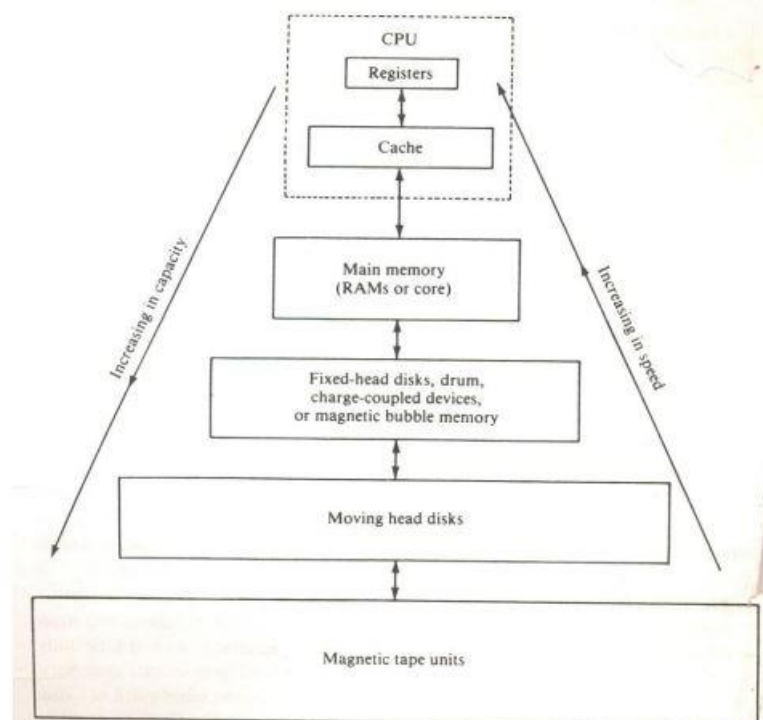 CPU
Registers
Cache
Main memory
(RAMs or core)
Increasing in capacity
Increasing in speed
Fixed-head disks, drum,
charge-coupled devices,
or magnetic bubble memory
Moving head disks
Magnetic tape units